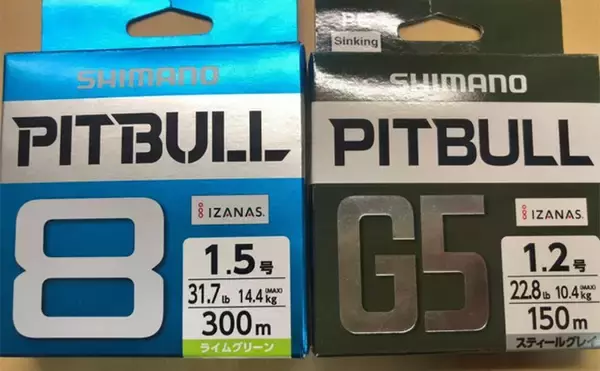 SHIMANO
PITBULL
8
IZANAS.
1.5号
31.7lb 14.4kg (MAX)
300m
ライムグリーン
Sinking
SHIMANO
PITBULL
G5
IZANAS.
1.2号
22.8lb 10.4kg (MAX)
150m
スティールグレイ